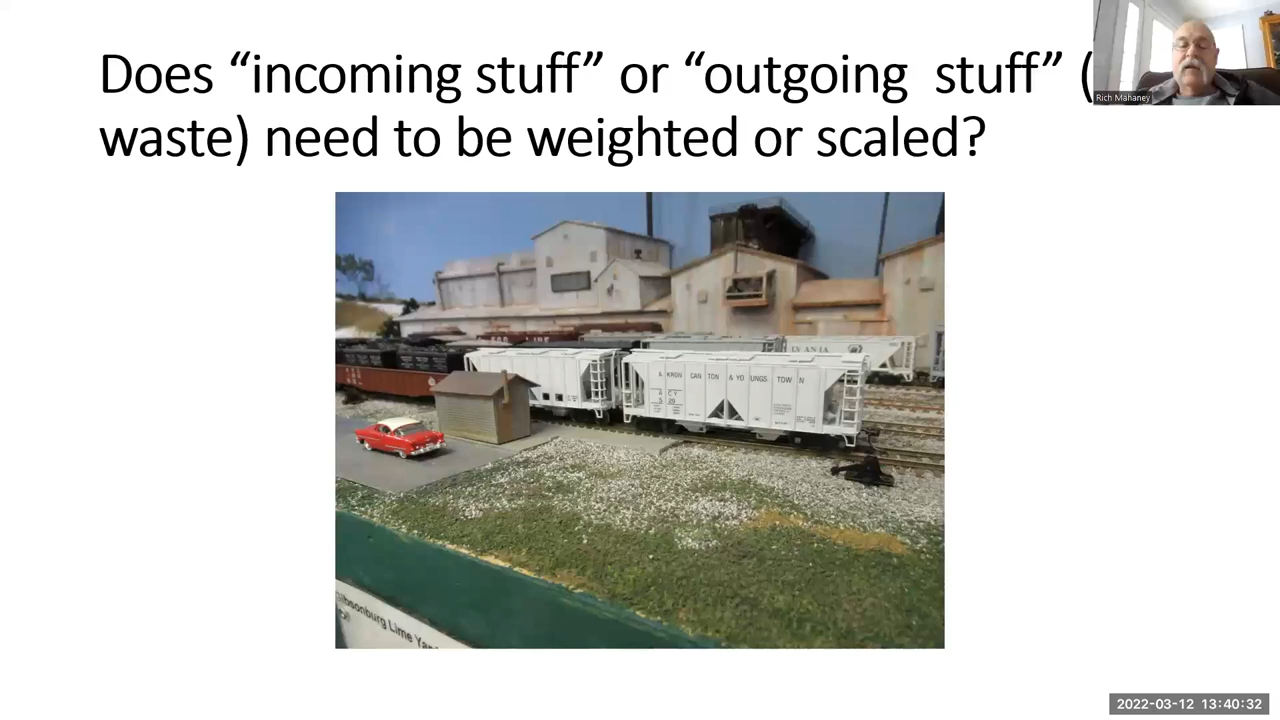 Does “incoming stuff” or “outgoing stuff” (
waste) need to be weighted or scaled?
Rich Mahaney
AKRON CANTON & YOUNGSTOWN
Lime
2022-03-12 13:40:32